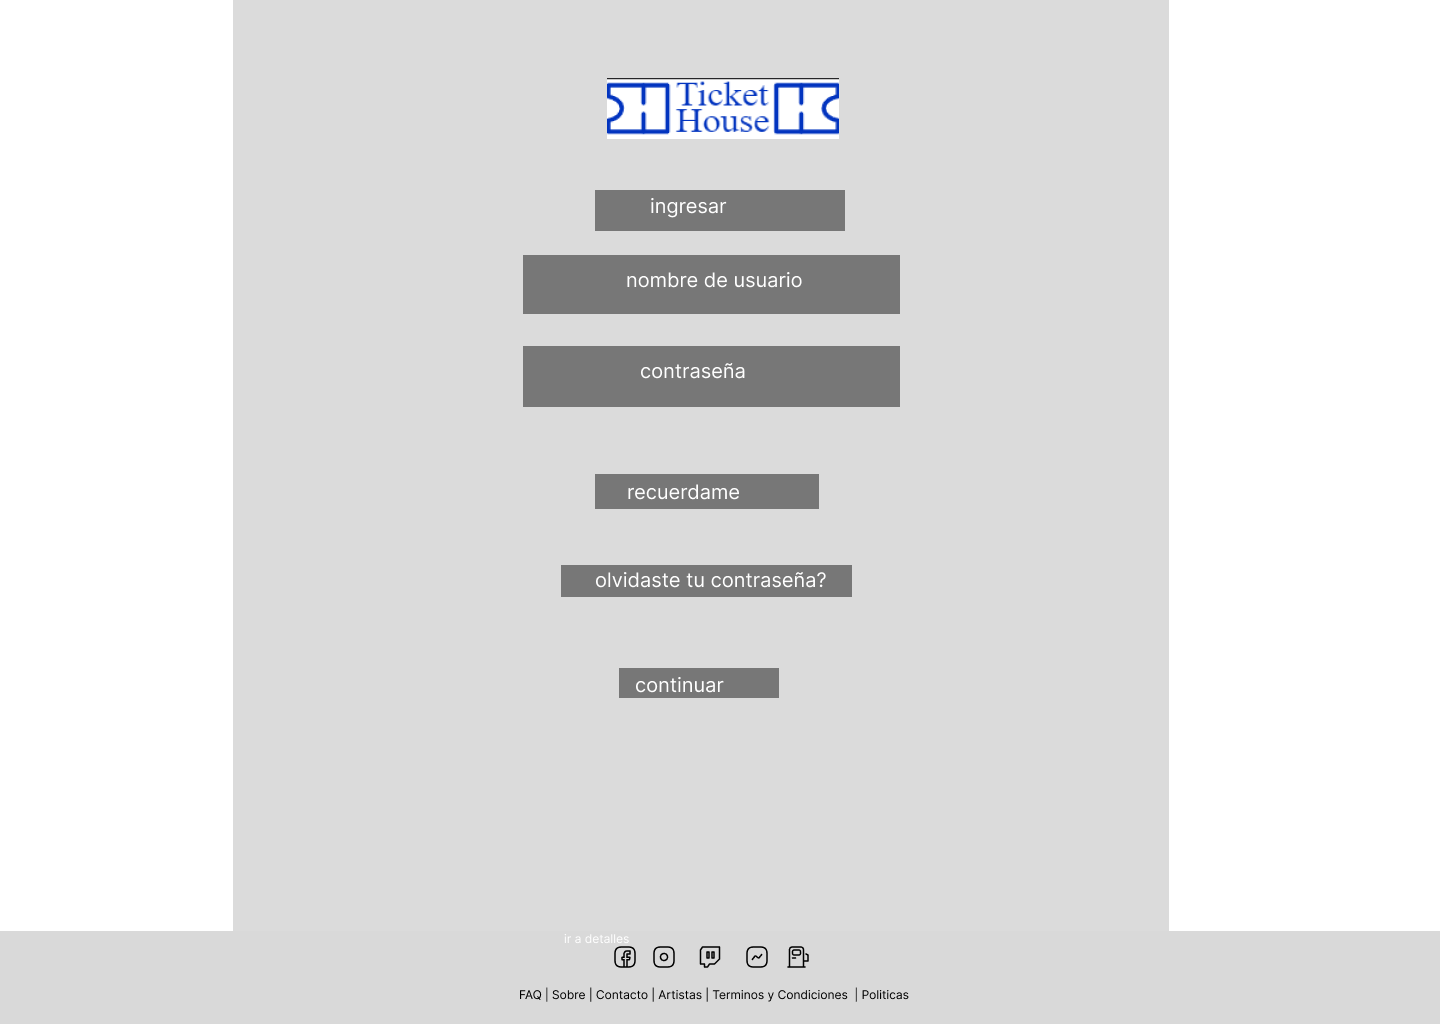 Ticket
House
ingresar
nombre de usuario
contraseña
recuerdame
olvidaste tu contraseña?
continuar
ir a detalles
FAQ | Sobre | Contacto | Artistas | Terminos y Condiciones | Politicas